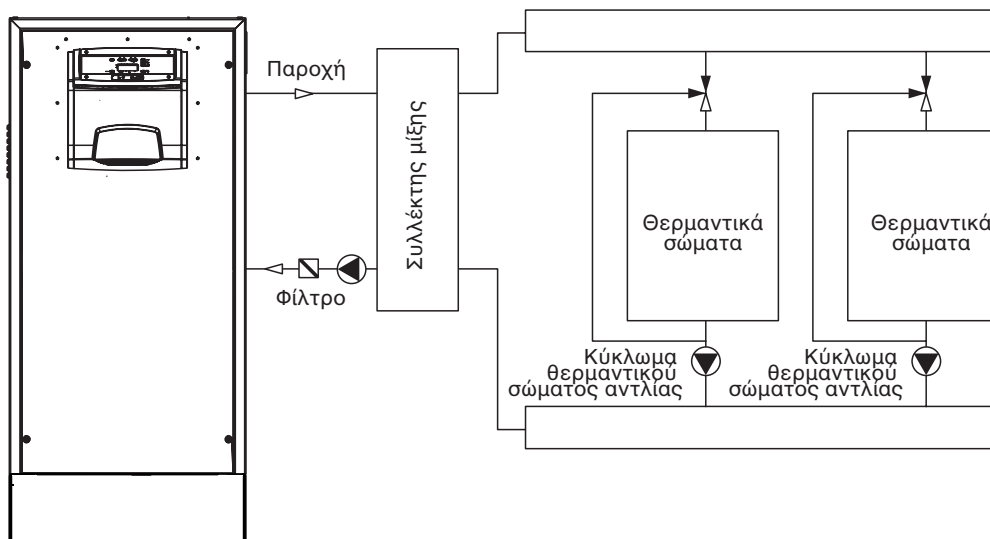 Παροχή
Συλλέκτης μίξης
Φίλτρο
Θερμαντικά
σώματα
Θερμαντικά
σώματα
Κύκλωμα
θερμαντικού
σώματος αντλίας
Κύκλωμα
θερμαντικού
σώματος αντλίας